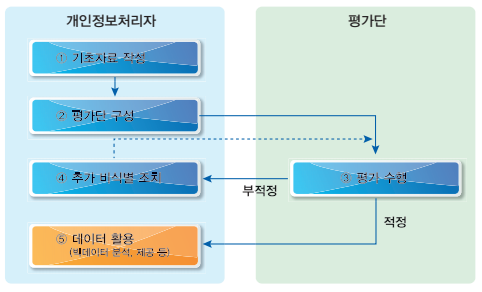 개인정보처리자
평가단
① 기초자료 작성
② 평가단 구성
④ 추가 비식별 조치
③ 평가 수행
부적정
적정
⑤ 데이터 활용
(빅데이터 분석, 제공 등)